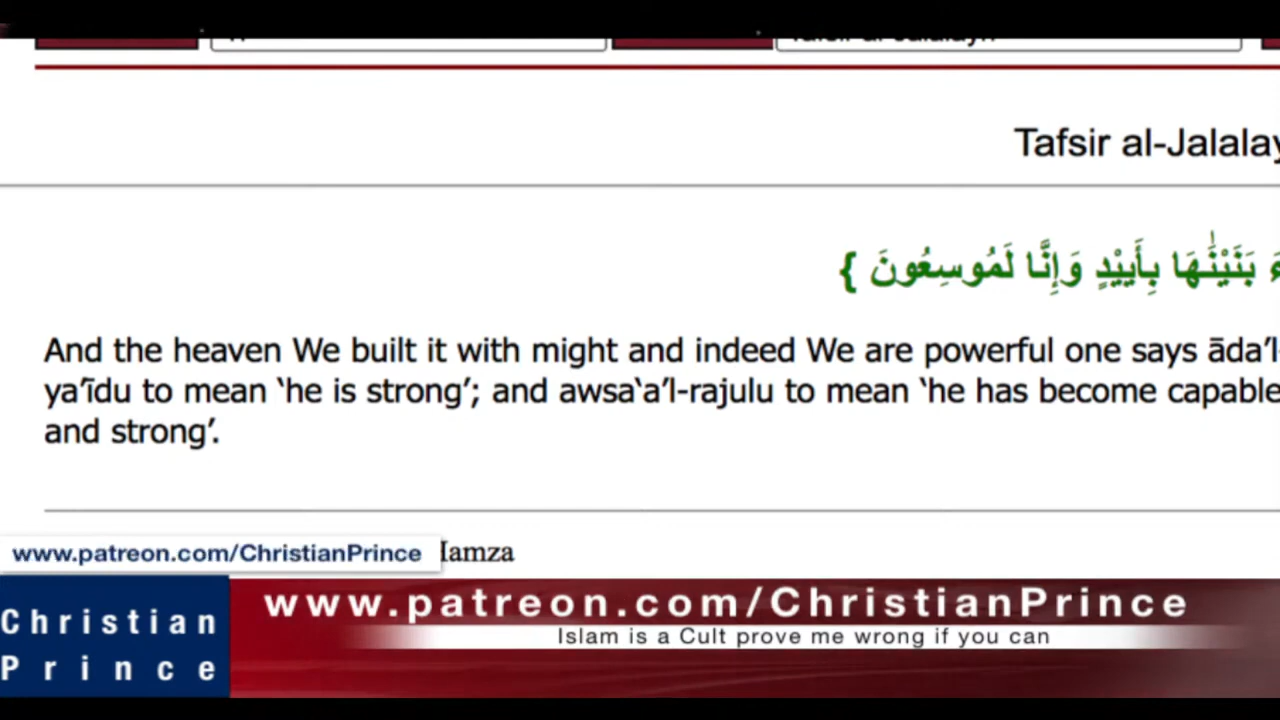 Tafsir al-Jalalay
بَنَيْنَٰهَا بِأَييْدٍ وَإِنَّا لَمُوسِعُونَ }
And the heaven We built it with might and indeed We are powerful one says āda’l-
ya’īdu to mean ‘he is strong’; and awsa‘a’l-rajulu to mean ‘he has become capable
and strong’.
www.patreon.com/ChristianPrince Hamza
www.patreon.com/ChristianPrince
Islam is a Cult prove me wrong if you can
Christian
Prince